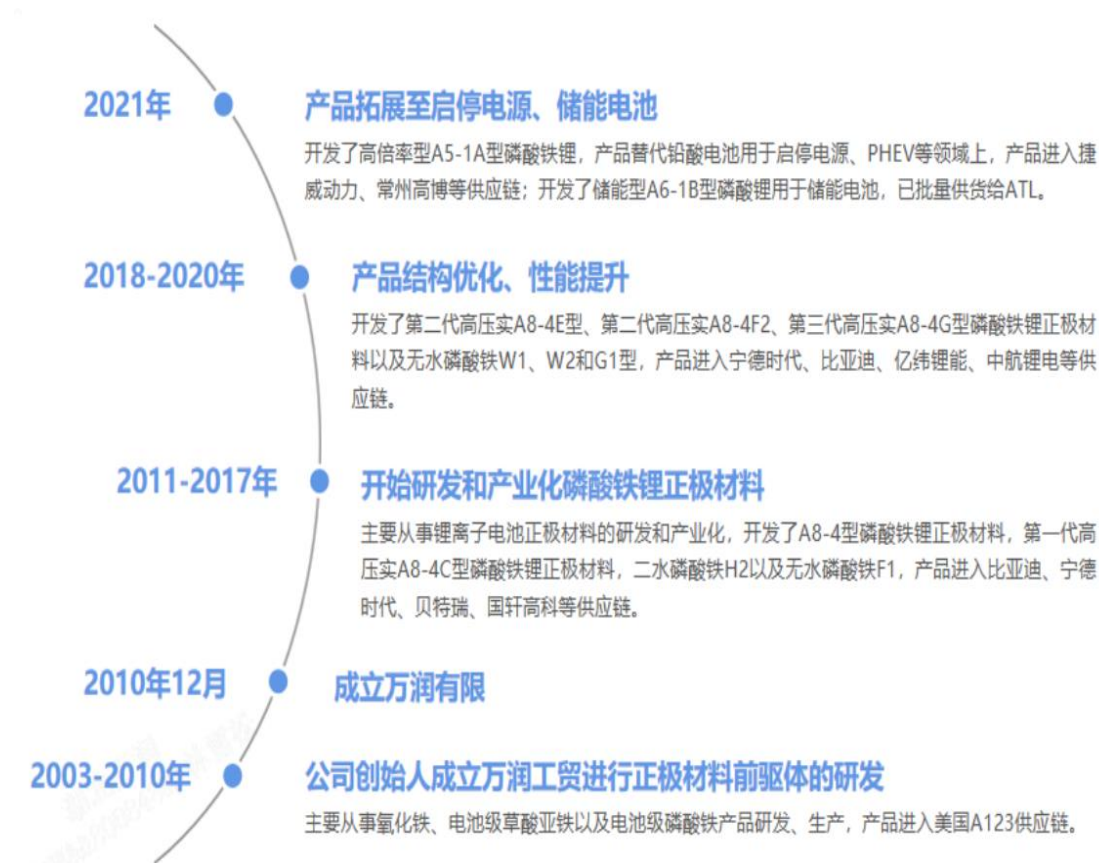 2021年
产品拓展至启停电源、储能电池
开发了高倍率型A5-1A型磷酸铁锂，产品替代铅酸电池用于启停电源、PHEV等领域上，产品进入捷
威动力、常州高博等供应链；开发了储能型A6-1B型磷酸锂用于储能电池，已批量供货给ATL。
2018-2020年
产品结构优化、性能提升
开发了第二代高压实A8-4E型、第二代高压实A8-4F2、第三代高压实A8-4G型磷酸铁锂正极材
料以及无水磷酸铁W1、W2和G1型，产品进入宁德时代、比亚迪、亿纬锂能、中航锂电等供
应链。
2011-2017年
开始研发和产业化磷酸铁锂正极材料
主要从事锂离子电池正极材料的研发和产业化，开发了A8-4型磷酸铁锂正极材料，第一代高
压实A8-4C型磷酸铁锂正极材料，二水磷酸铁H2以及无水磷酸铁F1，产品进入比亚迪、宁德
时代、贝特瑞、国轩高科等供应链。
2010年12月
成立万润有限
2003-2010年
公司创始人成立万润工贸进行正极材料前驱体的研发
主要从事氧化铁、电池级草酸亚铁以及电池级磷酸铁产品研发、生产，产品进入美国A123供应链。